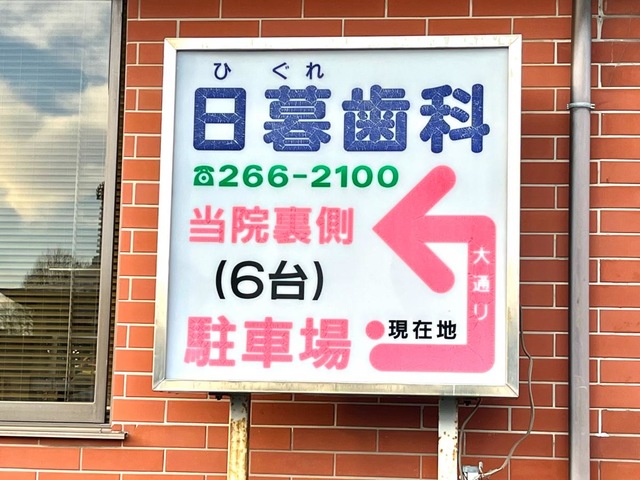 ひぐれ
日暮歯科
☎266-2100
当院裏側
(6台)
駐車場
大通り
現在地